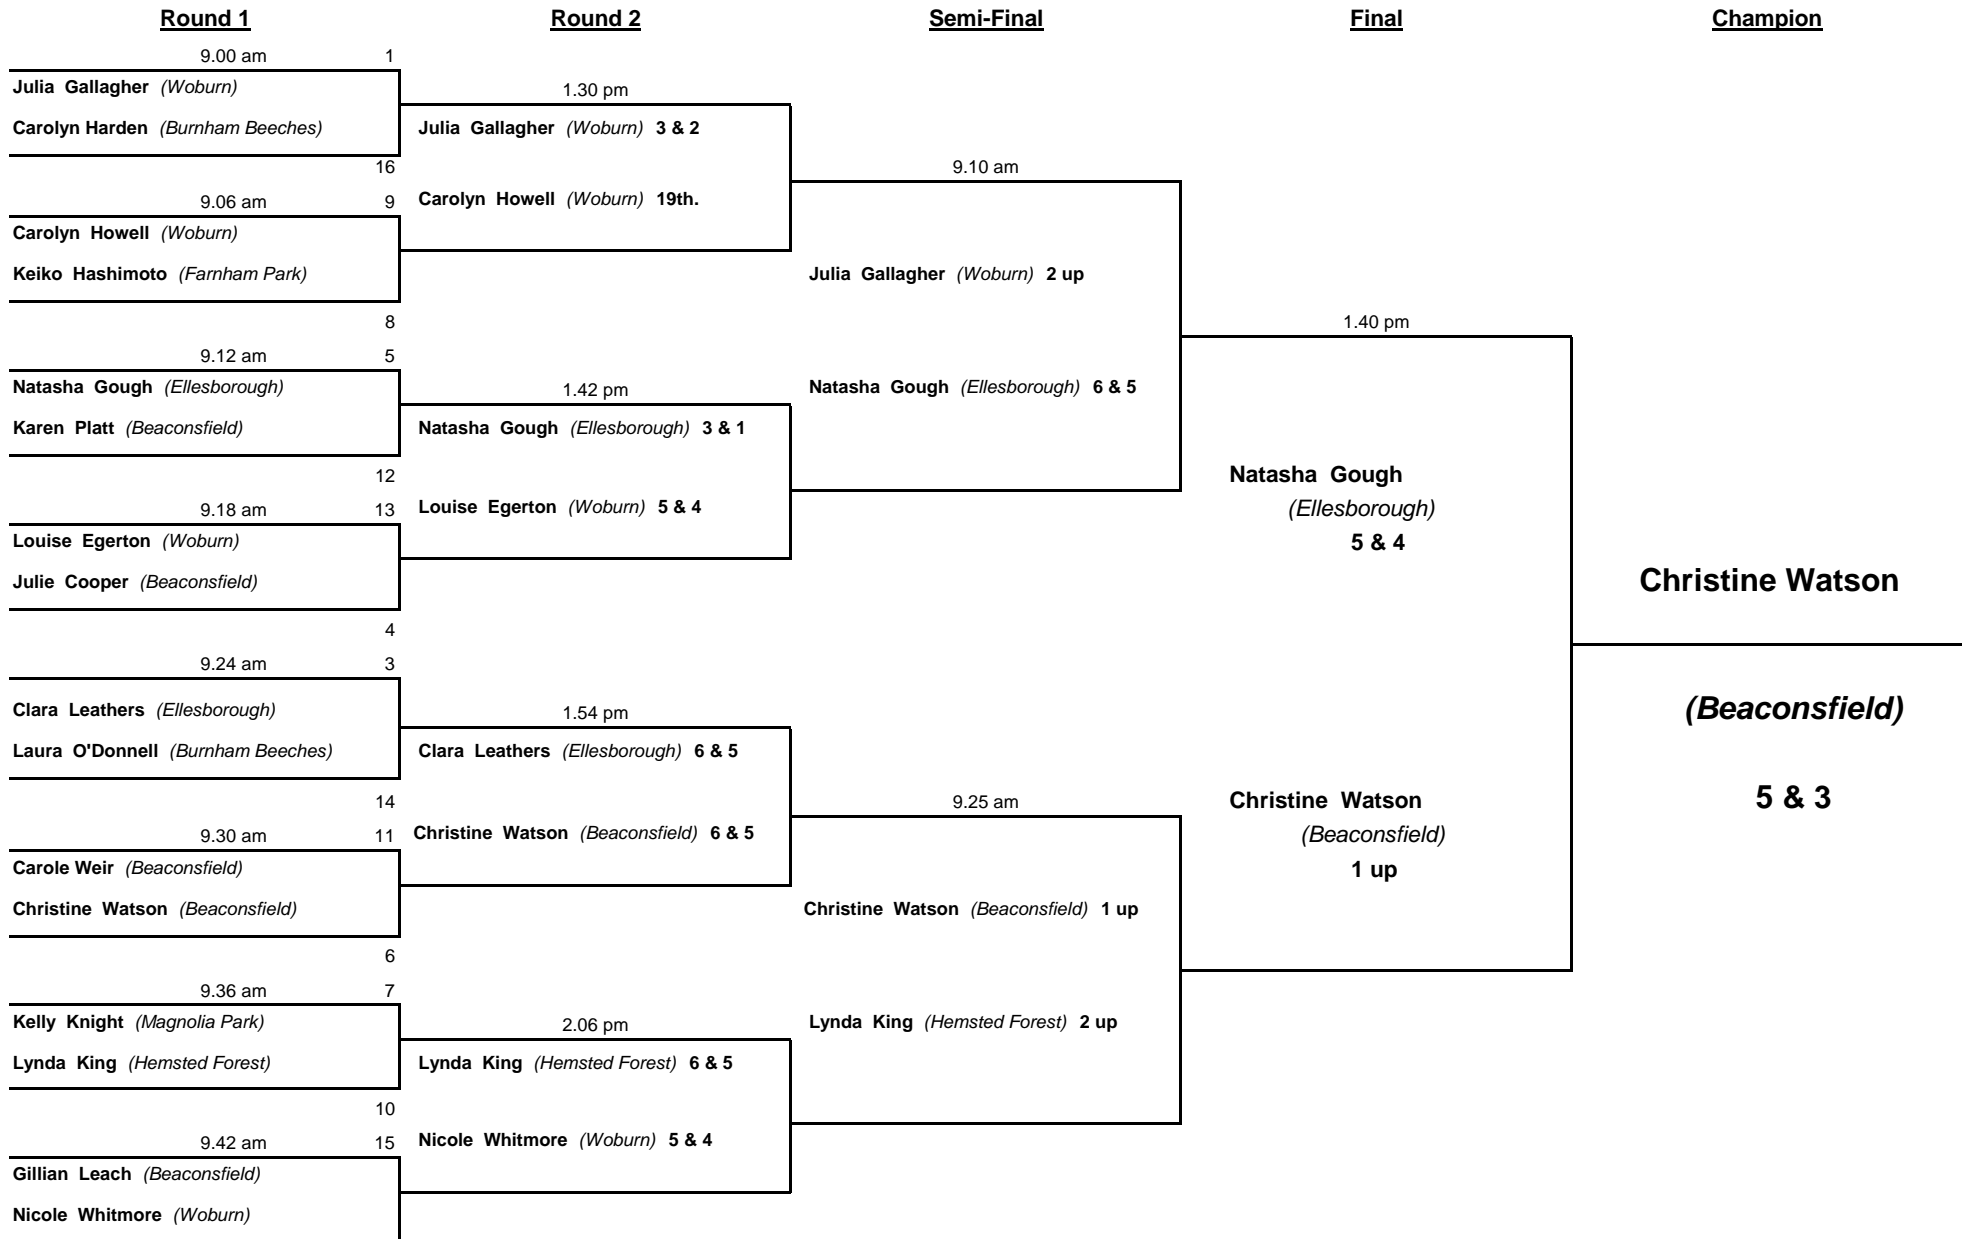 Round 1
Round 2
Semi-Final
Final
Champion
9.00 am 1
Julia Gallagher (Woburn)
Carolyn Harden (Burnham Beeches)
16
9.06 am 9
Carolyn Howell (Woburn)
Keiko Hashimoto (Farnham Park)
8
9.12 am 5
Natasha Gough (Ellesborough)
Karen Platt (Beaconsfield)
12
9.18 am 13
Louise Egerton (Woburn)
Julie Cooper (Beaconsfield)
4
9.24 am 3
Clara Leathers (Ellesborough)
Laura O'Donnell (Burnham Beeches)
14
9.30 am 11
Carole Weir (Beaconsfield)
Christine Watson (Beaconsfield)
6
9.36 am 7
Kelly Knight (Magnolia Park)
Lynda King (Hemsted Forest)
10
9.42 am 15
Gillian Leach (Beaconsfield)
Nicole Whitmore (Woburn)
1.30 pm
Julia Gallagher (Woburn) 3 & 2
Carolyn Howell (Woburn) 19th.
1.42 pm
Natasha Gough (Ellesborough) 3 & 1
Louise Egerton (Woburn) 5 & 4
1.54 pm
Clara Leathers (Ellesborough) 6 & 5
Christine Watson (Beaconsfield) 6 & 5
2.06 pm
Lynda King (Hemsted Forest) 6 & 5
Nicole Whitmore (Woburn) 5 & 4
9.10 am
Julia Gallagher (Woburn) 2 up
Natasha Gough (Ellesborough) 6 & 5
9.25 am
Christine Watson (Beaconsfield) 1 up
Lynda King (Hemsted Forest) 2 up
1.40 pm
Natasha Gough
(Ellesborough)
5 & 4
Christine Watson
(Beaconsfield)
1 up
Christine Watson
(Beaconsfield)
5 & 3